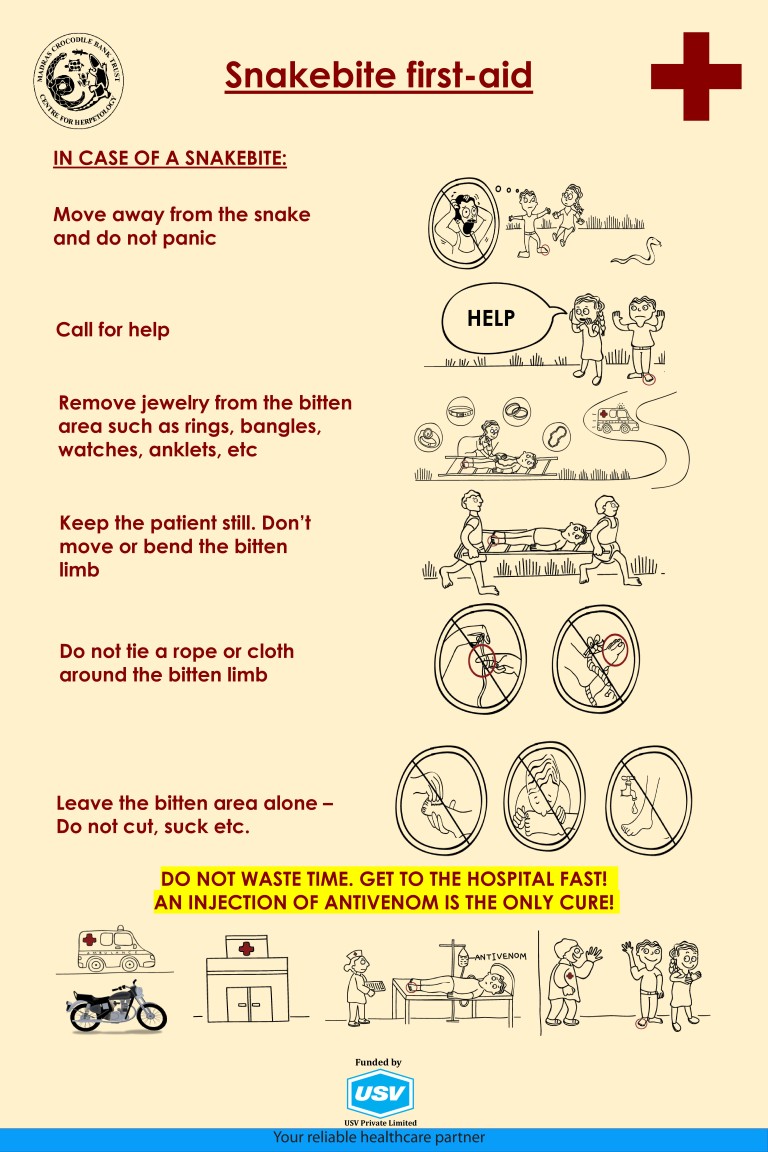 MADRAS CROCODILE BANK TRUST
CENTRE FOR HERPETOLOGY
Snakebite first-aid
IN CASE OF A SNAKEBITE:
Move away from the snake
and do not panic
Call for help
HELP
Remove jewelry from the bitten
area such as rings, bangles,
watches, anklets, etc
Keep the patient still. Don’t
move or bend the bitten
limb
Do not tie a rope or cloth
around the bitten limb
Leave the bitten area alone –
Do not cut, suck etc.
DO NOT WASTE TIME. GET TO THE HOSPITAL FAST!
AN INJECTION OF ANTIVENOM IS THE ONLY CURE!
AMBULANCE
ANTIVENOM
Funded by
USV
USV Private Limited
Your reliable healthcare partner